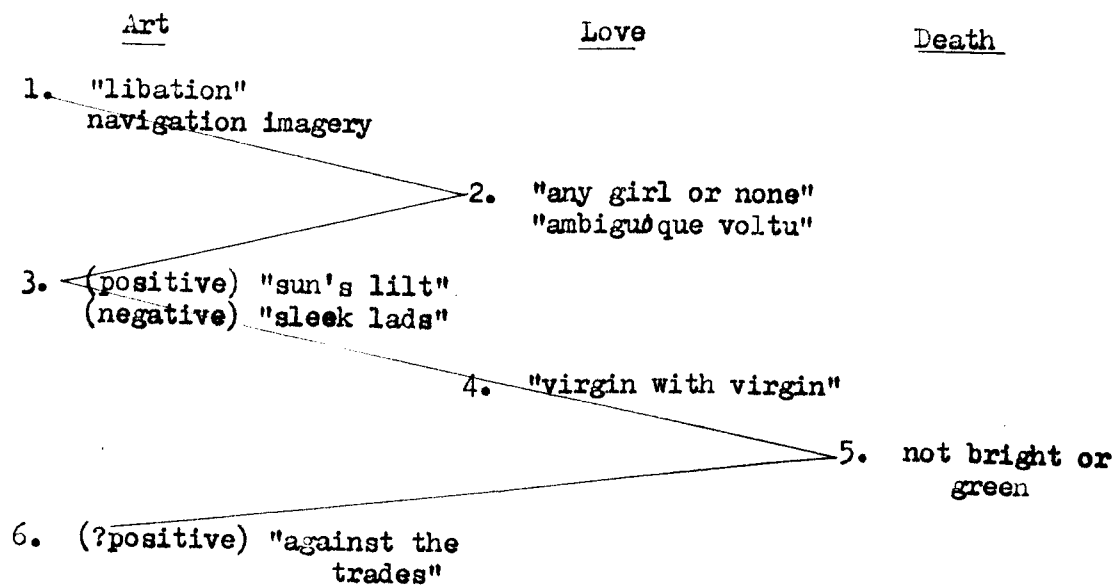 Art Love Death
1. "libation"
navigation imagery
2. "any girl or none"
"ambiguoque voltu"
3. (positive) "sun's lilt"
(negative) "sleek lads"
4. "virgin with virgin"
5. not bright or
green
6. (?positive) "against the
trades"